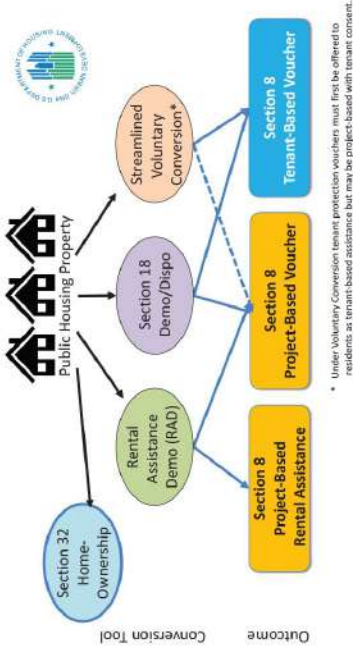 U.S. DEPARTMENT OF HOUSING
Public Housing Property
Conversion Tool
Section 32
Home-
Ownership
Rental
Assistance
Demo (RAD)
Section 18
Demo/Dispo
Streamlined
Voluntary
Conversion*
Outcome
Section 8
Project-Based
Rental Assistance
Section 8
Project-Based Voucher
Section 8
Tenant-Based Voucher
* Under Voluntary Conversion tenant protection vouchers must first be offered to
residents as tenant-based assistance but may be project-based with tenant consent.